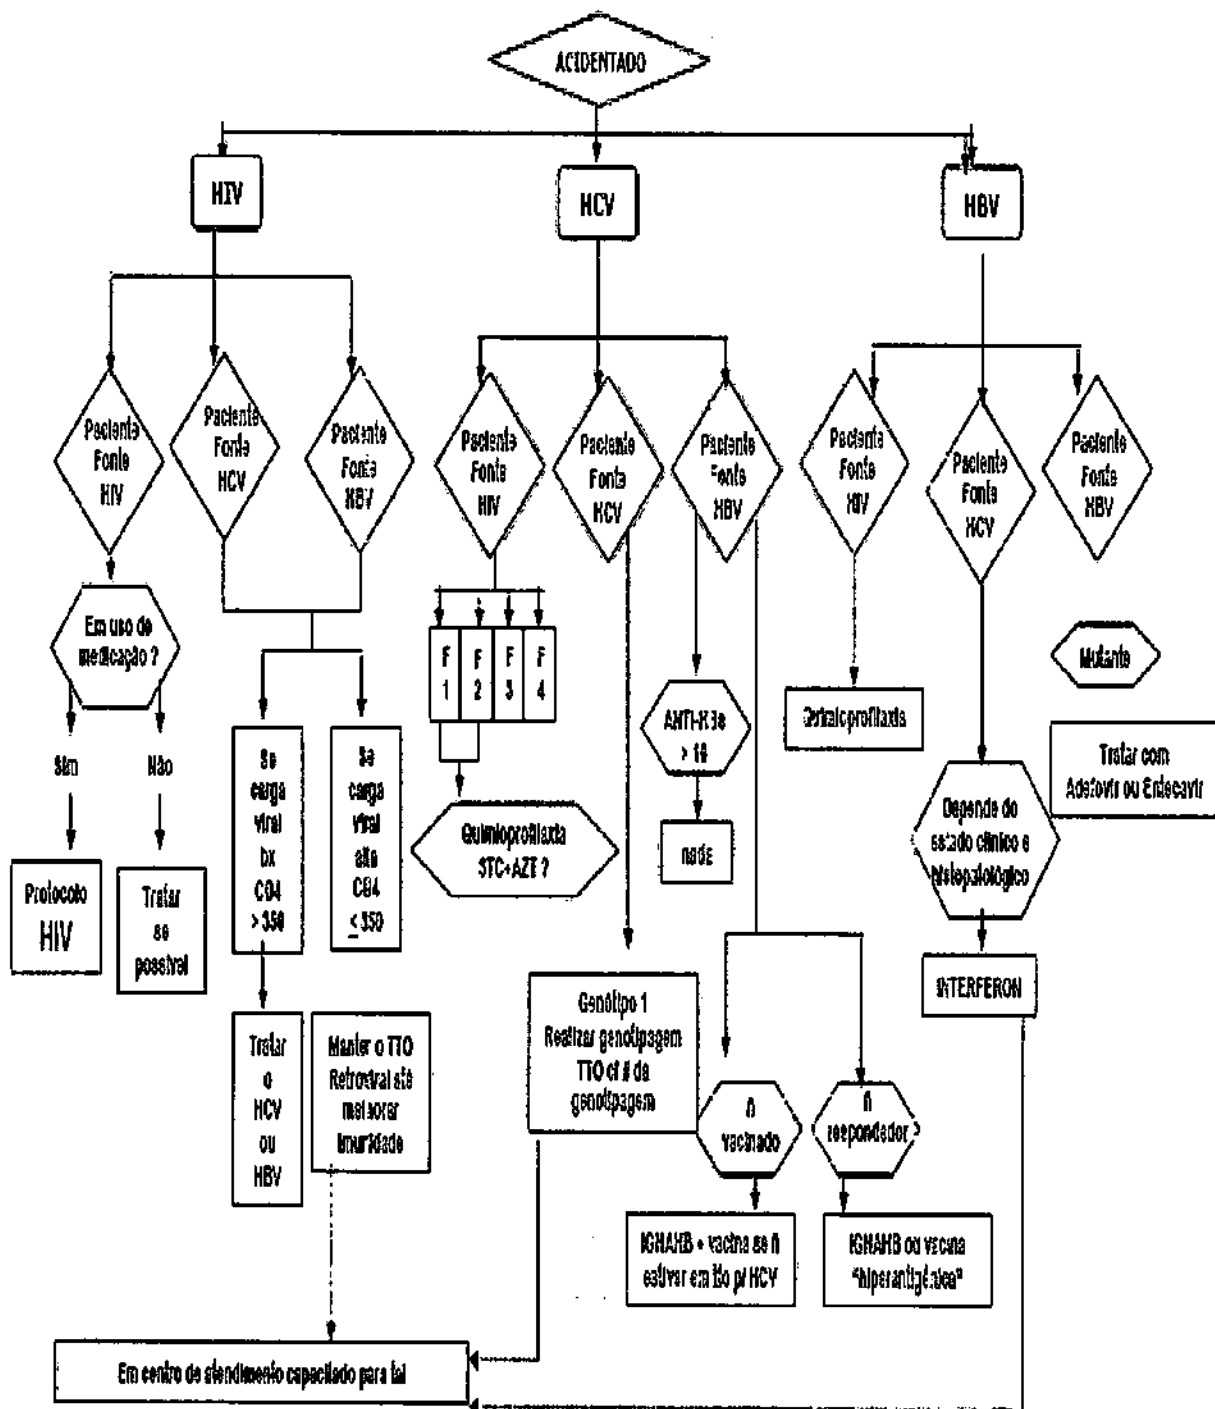 ACIDENTADO
HIV
HCV
HBV
Paciente
Fonte
HIV
Paciente
Fonte
HCV
Paciente
Fonte
HBV
Paciente
Fonte
HIV
Paciente
Fonte
HCV
Paciente
Fonte
HBV
Paciente
Fonte
HIV
Paciente
Fonte
HCV
Paciente
Fonte
HBV
Em uso de
medicação ?
Sim
Não
Protocolo
HIV
Tratar
se
possível
Se
carga
viral
bx
CD4
> 350
Se
carga
viral
alta
CD4
≤ 350
Tratar
o
HCV
ou
HBV
Manter o TTO
Retroviral até
melhorar
imunidade
F
1
F
2
F
3
F
4
Quimioprofilaxia
3TC+AZT ?
ANTI-HBs
> 10
nada
Genótipo 1
Realizar genotipagem
TTO cf # da
genotipagem
ñ
vacinado
ñ
respondedor
IGHAHB + vacina se ñ
estiver em tto p/ HCV
IGHAHB ou vacina
"hiperantigênica"
Quimioprofilaxia
Depende do
estado clínico e
histopatológico
INTERFERON
Mutante
Tratar com
Adefovir ou Entecavir
Em centro de atendimento capacitado para tal